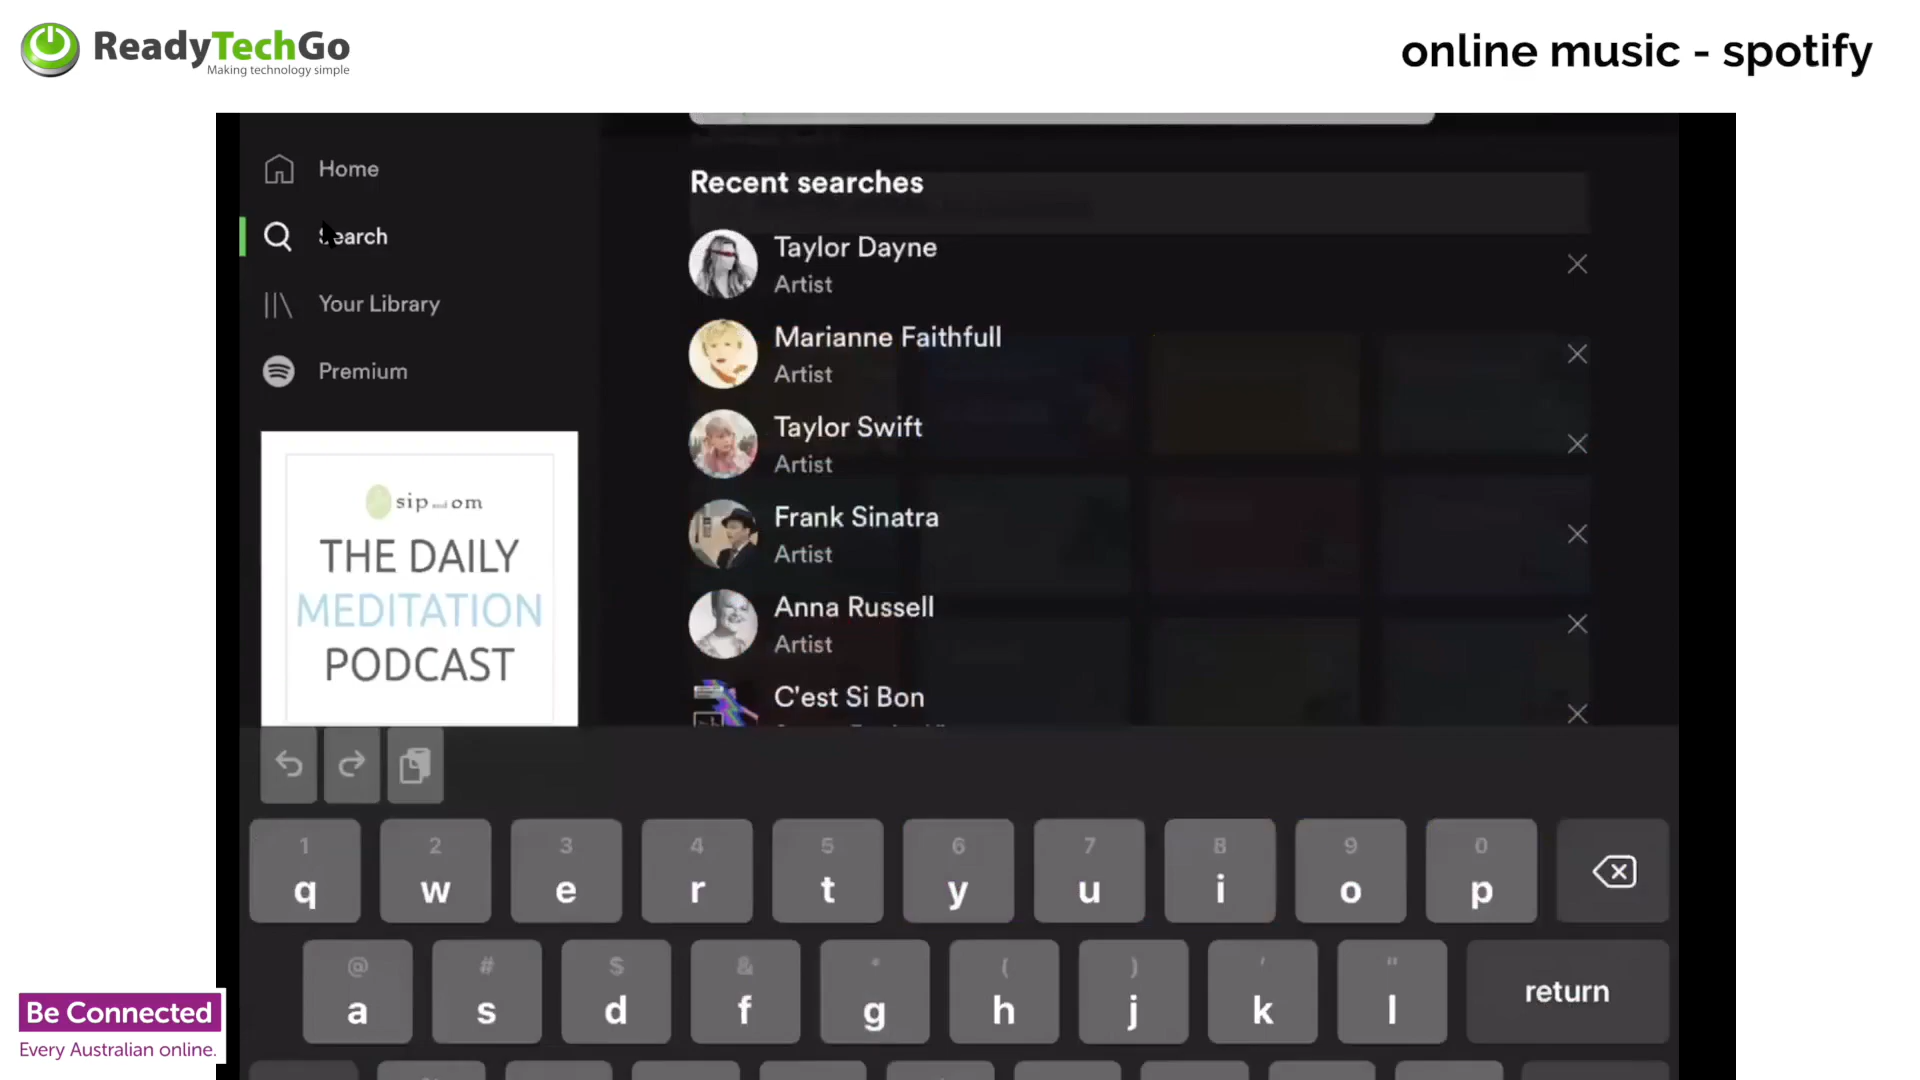 ReadyTechGo
Making technology simple
online music - spotify
Home
Search
Your Library
Premium
Recent searches
Taylor Dayne
Artist
Marianne Faithfull
Artist
Taylor Swift
Artist
Frank Sinatra
Artist
Anna Russell
Artist
C'est Si Bon
sip and om
THE DAILY
MEDITATION
PODCAST
1 2 3 4 5 6 7 8 9 0
q w e r t y u i o p
@ # $ & * ( ) ' "
a s d f g h j k l return
Be Connected
Every Australian online.